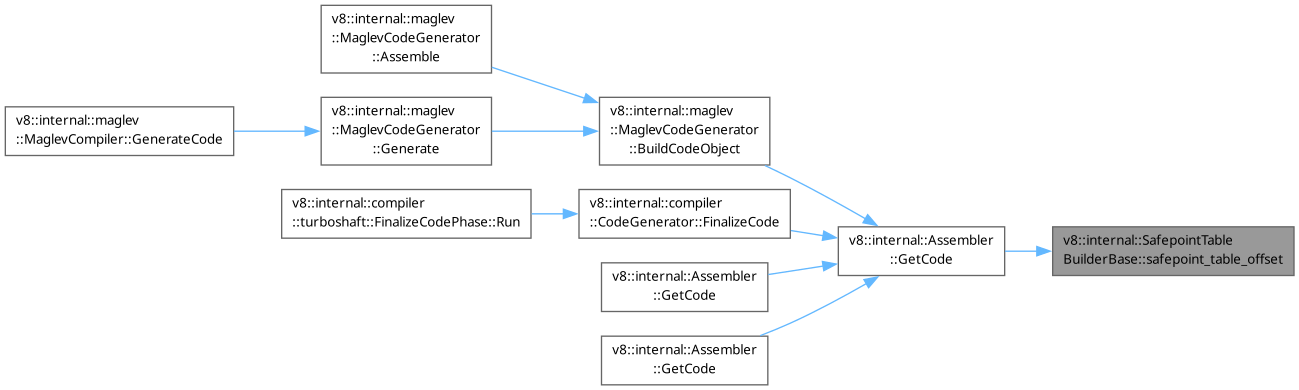 v8::internal::maglev
::MaglevCodeGenerator
::Assemble
v8::internal::maglev
::MaglevCompiler::GenerateCode
v8::internal::maglev
::MaglevCodeGenerator
::Generate
v8::internal::maglev
::MaglevCodeGenerator
::BuildCodeObject
v8::internal::compiler
::turboshaft::FinalizeCodePhase::Run
v8::internal::compiler
::CodeGenerator::FinalizeCode
v8::internal::Assembler
::GetCode
v8::internal::SafepointTable
BuilderBase::safepoint_table_offset
v8::internal::Assembler
::GetCode
v8::internal::Assembler
::GetCode